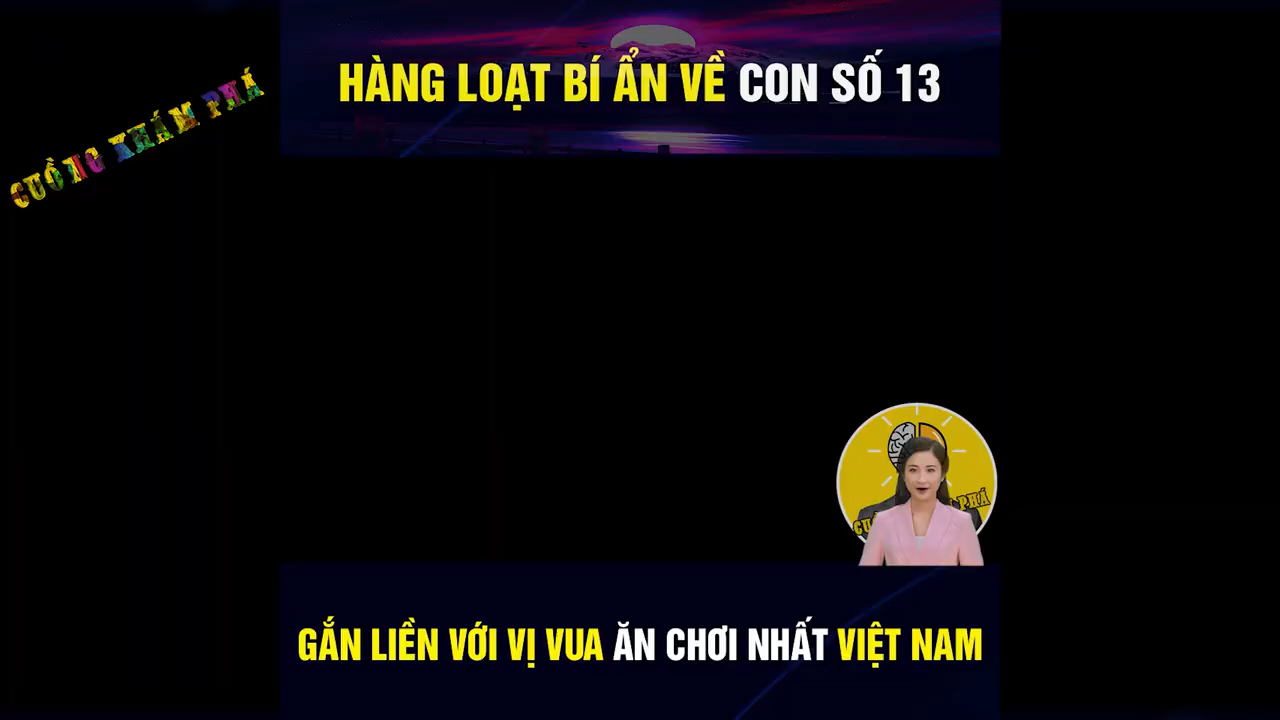 HÀNG LOẠT BÍ ẨN VỀ CON SỐ 13
CUỒNG KHÁM PHÁ
PHÁ
GẮN LIỀN VỚI VỊ VUA ĂN CHƠI NHẤT VIỆT NAM